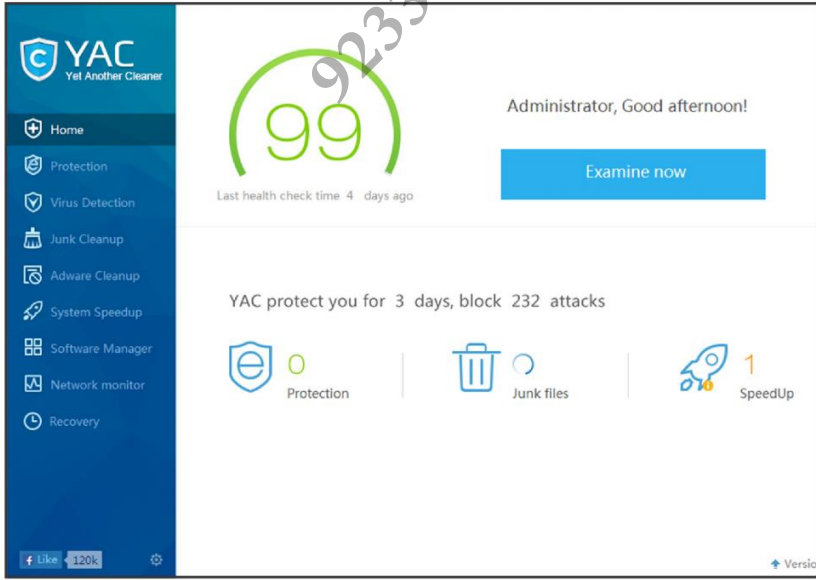 YAC
Yet Another Cleaner
Home
Protection
Virus Detection
Junk Cleanup
Adware Cleanup
System Speedup
Software Manager
Network monitor
Recovery
f Like 120k
99
Last health check time 4 days ago
Administrator, Good afternoon!
Examine now
YAC protect you for 3 days, block 232 attacks
0
Protection
Junk files
1
SpeedUp
9233